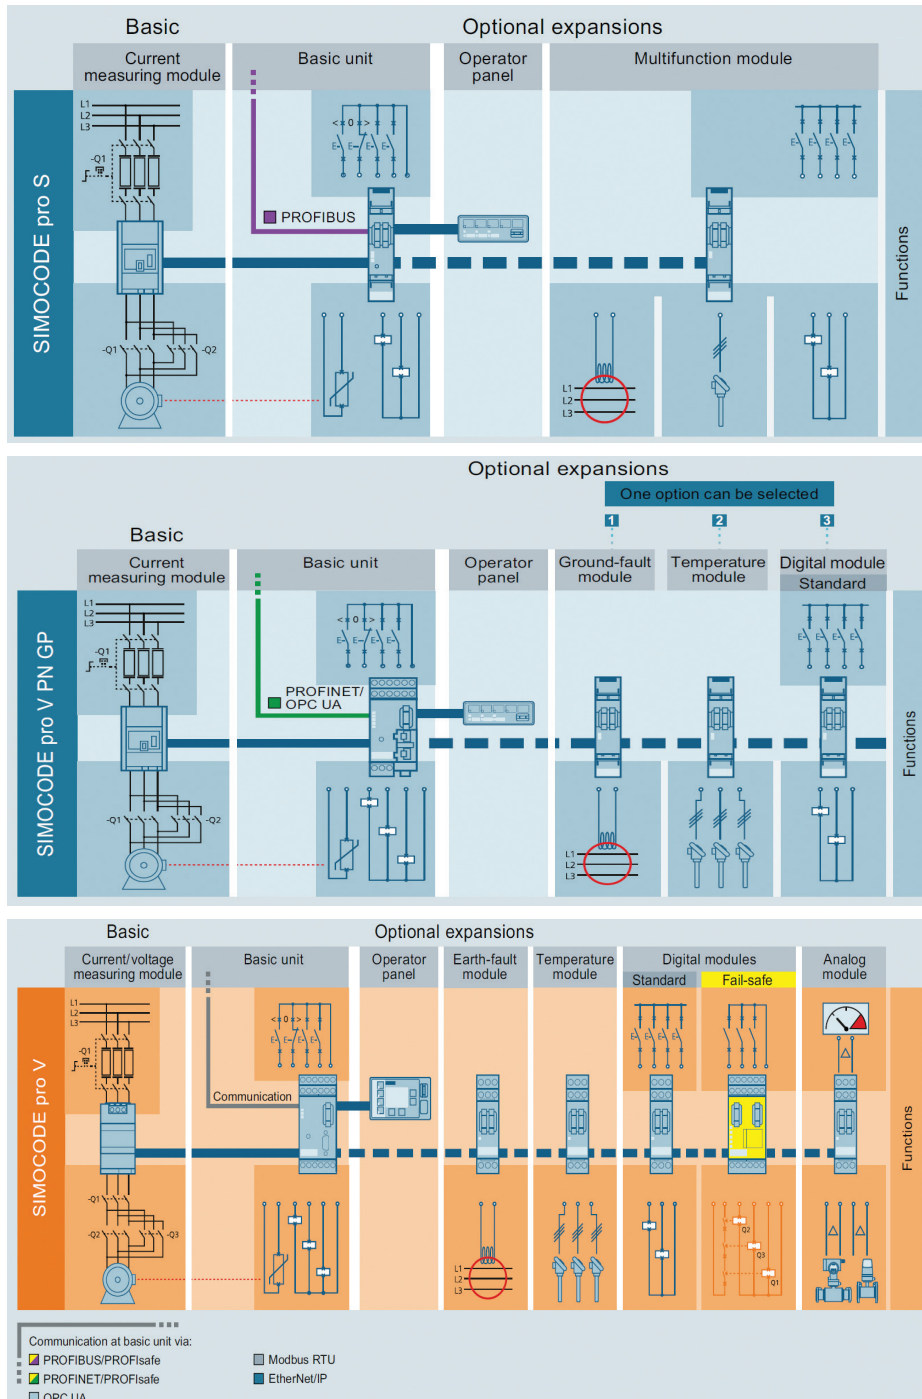 Basic
Optional expansions
Current
measuring module
Basic unit
Operator
panel
Multifunction module
SIMOCODE pro S
L1
L2
L3
-Q1
< 0 >
E- E- E- E-
E- E- E- E-
PROFIBUS
Functions
-Q1
-Q2
L1
L2
L3
Optional expansions
One option can be selected
1
2
3
Basic
Current
measuring module
Basic unit
Operator
panel
Ground-fault
module
Temperature
module
Digital module
Standard
SIMOCODE pro V PN GP
L1
L2
L3
-Q1
< 0 >
E- E- E- E-
E- E- E- E-
PROFINET/
OPC UA
Functions
-Q1
-Q2
L1
L2
L3
Basic
Optional expansions
Current/voltage
measuring module
Basic unit
Operator
panel
Earth-fault
module
Temperature
module
Digital modules
Standard
Fail-safe
Analog
module
SIMOCODE pro V
L1
L2
L3
-Q1
< 0 >
E- E- E- E-
E- E- E- E-
Communication
Functions
-Q1
-Q2
-Q3
L1
L2
L3
Q2
Q3
Q1
Communication at basic unit via:
PROFIBUS/PROFIsafe
Modbus RTU
PROFINET/PROFIsafe
EtherNet/IP
OPC UA